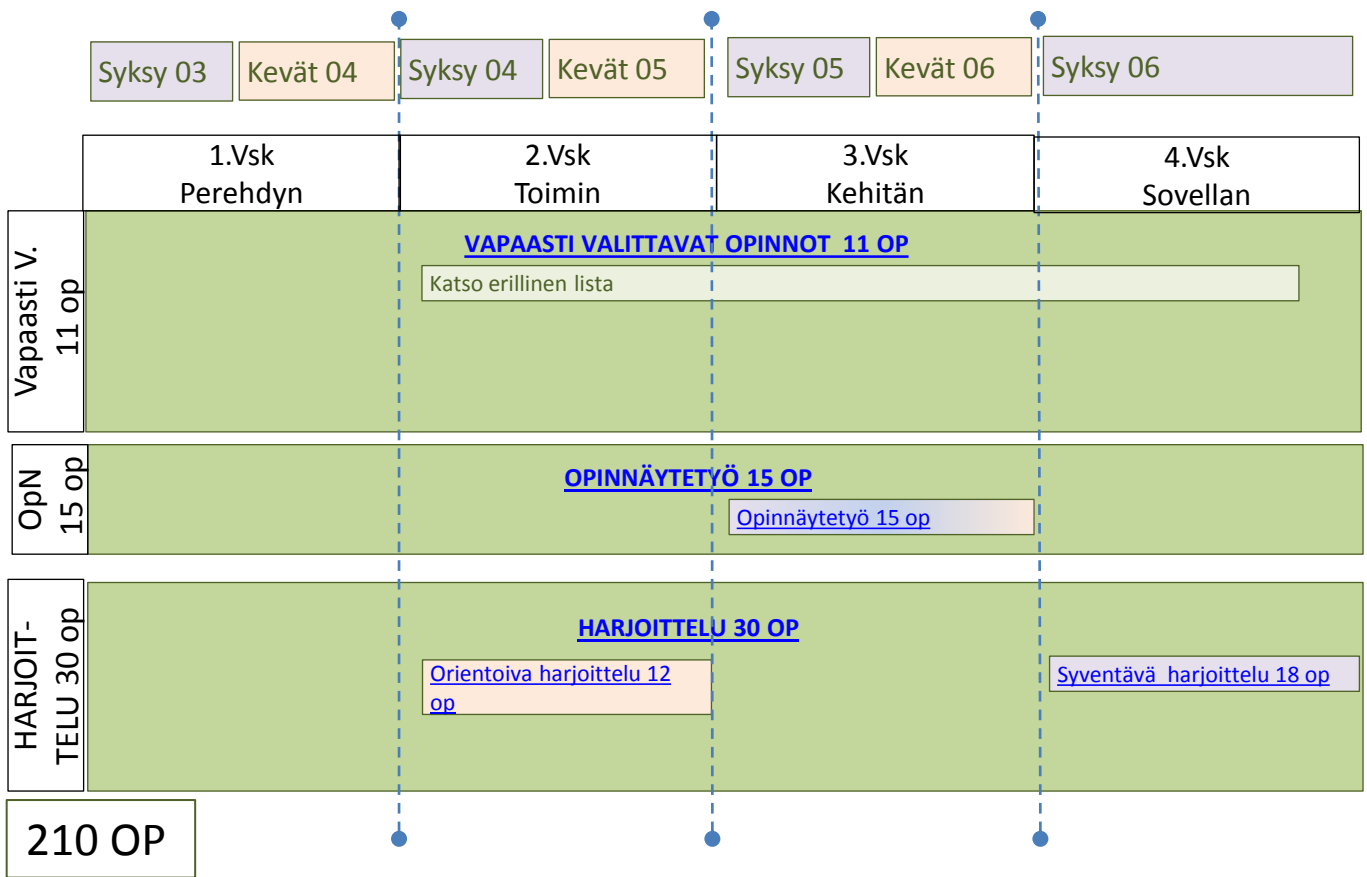 Syksy 03
Kevät 04
Syksy 04
Kevät 05
Syksy 05
Kevät 06
Syksy 06
1.Vsk
Perehdyn
2.Vsk
Toimin
3.Vsk
Kehitän
4.Vsk
Sovellan
Vapaasti V.
11 op
VAPAASTI VALITTAVAT OPINNOT 11 OP
Katso erillinen lista
OpN
15 op
OPINNÄYTETYÖ 15 OP
Opinnäytetyö 15 op
HARJOIT-
TELU 30 op
HARJOITTELU 30 OP
Orientoiva harjoittelu 12
op
Syventävä harjoittelu 18 op
210 OP